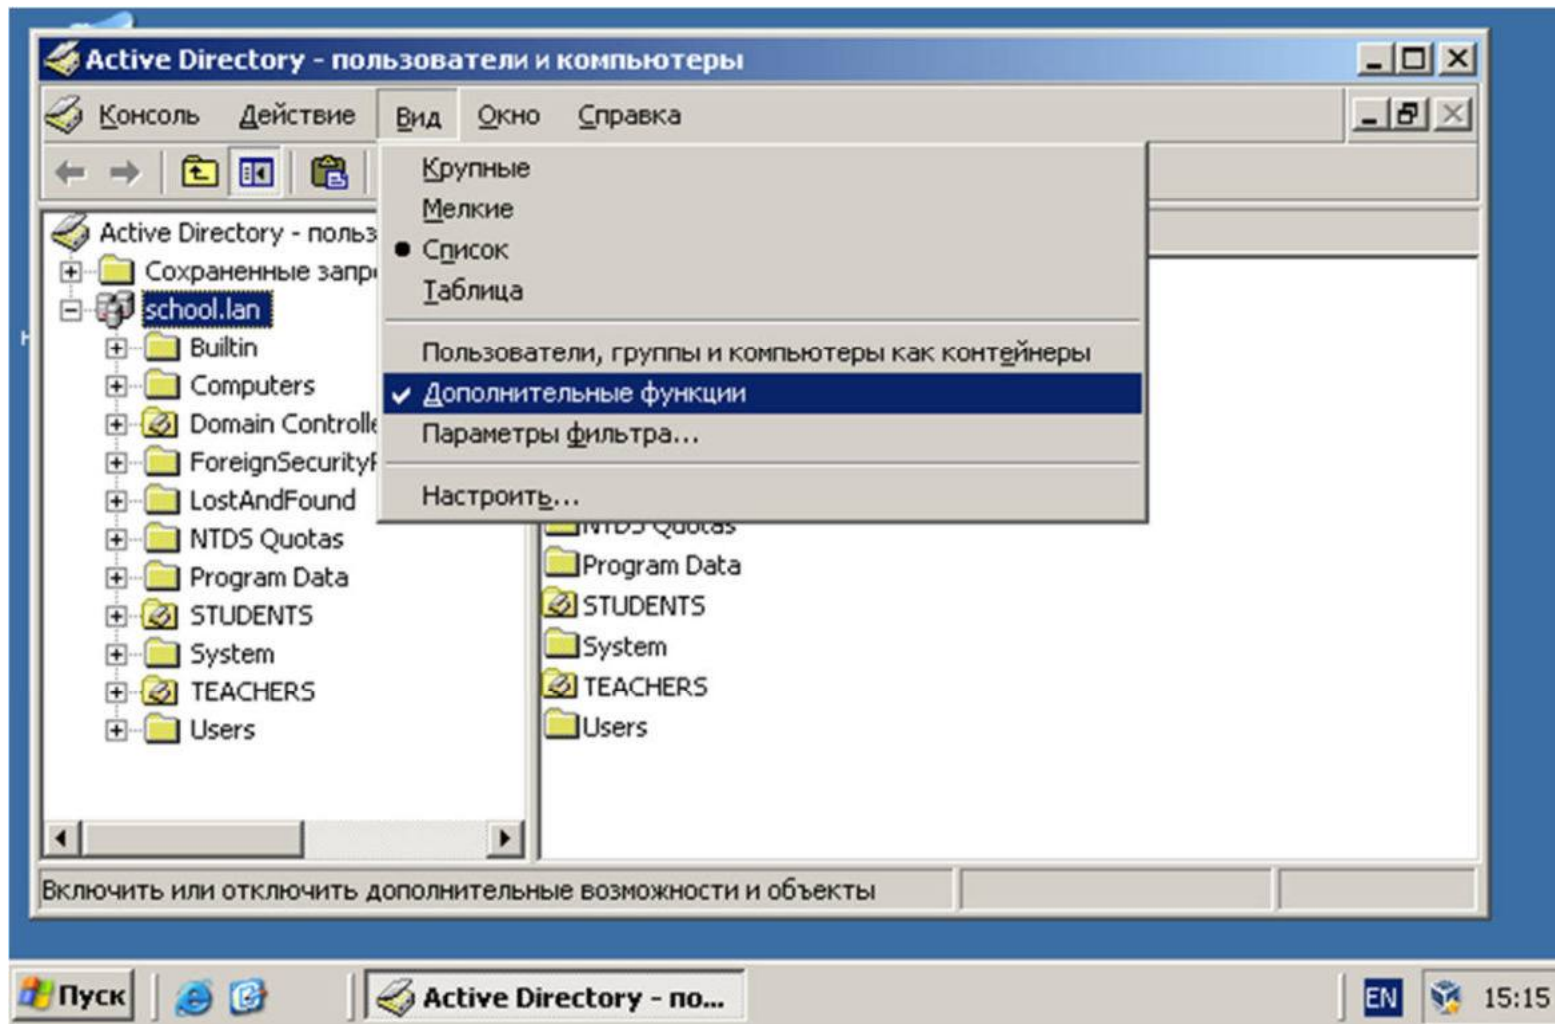 Active Directory - пользователи и компьютеры
Консоль Действие Вид Окно Справка
Крупные
Мелкие
Список
Таблица
Пользователи, группы и компьютеры как контейнеры
Дополнительные функции
Параметры фильтра...
Настроить...
Active Directory - польз
Сохраненные запр
school.lan
Builtin
Computers
Domain Controlle
ForeignSecurity
LostAndFound
NTDS Quotas
Program Data
STUDENTS
System
TEACHERS
Users
NTDS Quotas
Program Data
STUDENTS
System
TEACHERS
Users
Включить или отключить дополнительные возможности и объекты
Пуск
Active Directory - по...
EN
15:15